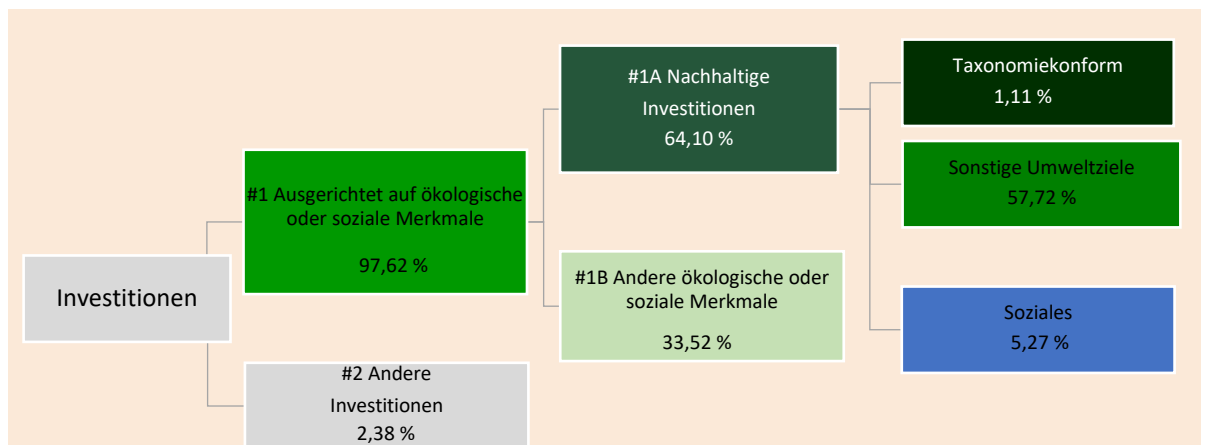 Investitionen
#1 Ausgerichtet auf ökologische
oder soziale Merkmale
97,62 %
#2 Andere
Investitionen
2,38 %
#1A Nachhaltige
Investitionen
64,10 %
#1B Andere ökologische oder
soziale Merkmale
33,52 %
Taxonomiekonform
1,11 %
Sonstige Umweltziele
57,72 %
Soziales
5,27 %